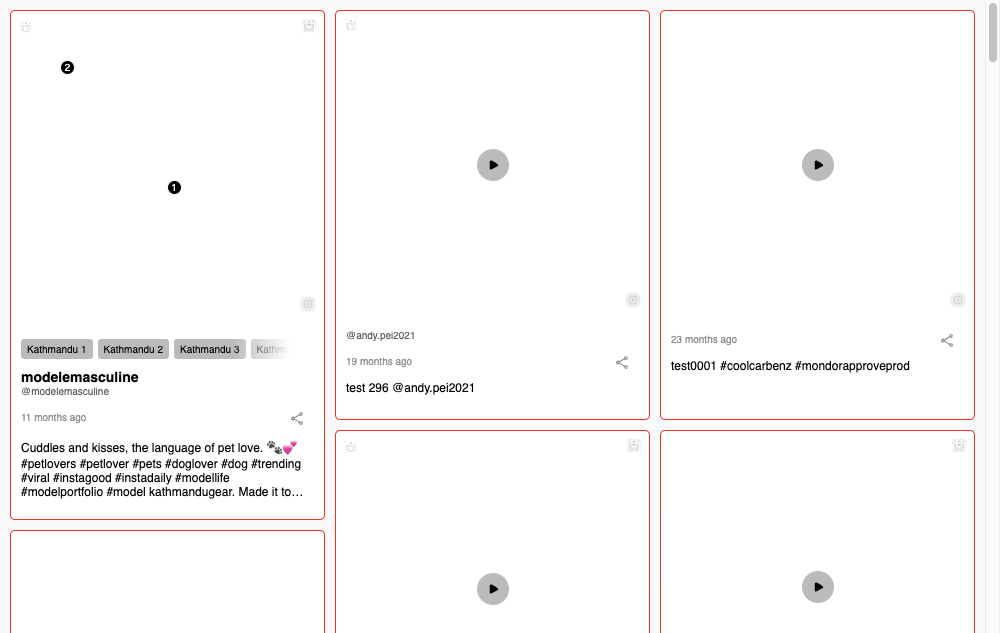 2
1
Kathmandu 1 Kathmandu 2 Kathmandu 3
modelemasculine
@modelemasculine
11 months ago
Cuddles and kisses, the language of pet love. 🐾💕
#petlovers #petlover #pets #doglover #dog #trending
#viral #instagood #instadaily #modellife
#modelportfolio #model kathmandugear. Made it to…
@andy.pei2021
19 months ago
test 296 @andy.pei2021
23 months ago
test0001 #coolcarbenz #mondorapproveprod